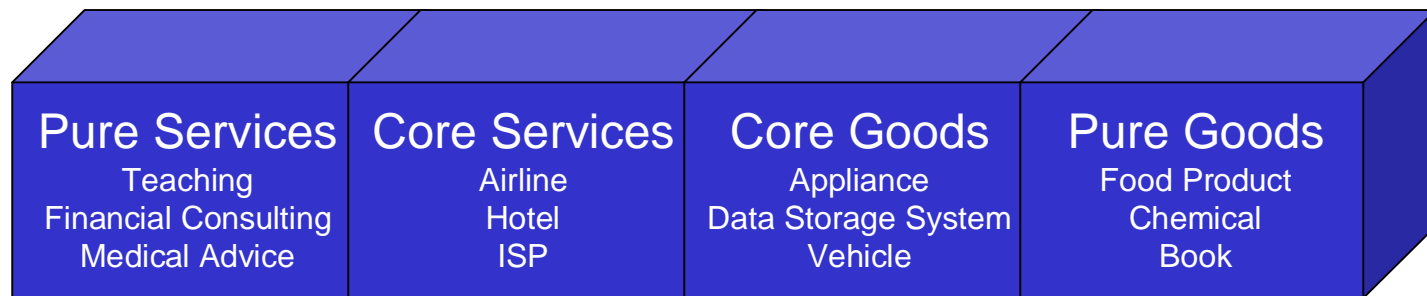 Pure Services
Teaching
Financial Consulting
Medical Advice
Core Services
Airline
Hotel
ISP
Core Goods
Appliance
Data Storage System
Vehicle
Pure Goods
Food Product
Chemical
Book